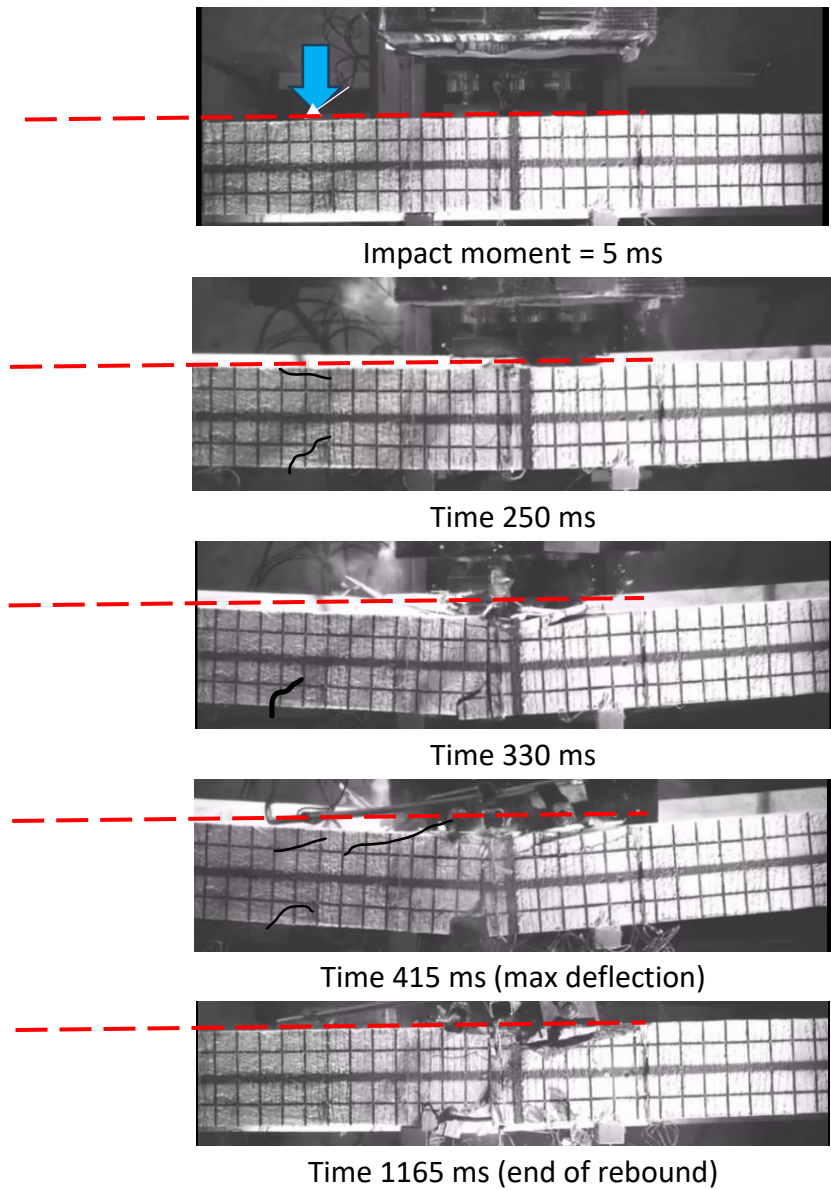 Impact moment = 5 ms
Time 250 ms
Time 330 ms
Time 415 ms (max deflection)
Time 1165 ms (end of rebound)